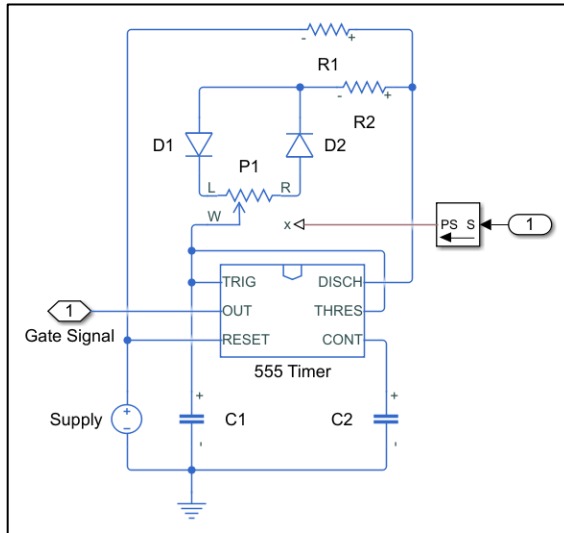 - +
R1
- +
R2
D1
D2
P1
L
R
W
x
PS S
1
TRIG
DISCH
1
OUT
THRES
Gate Signal
RESET
CONT
555 Timer
+
+
Supply
+
-
C1
C2
-
-